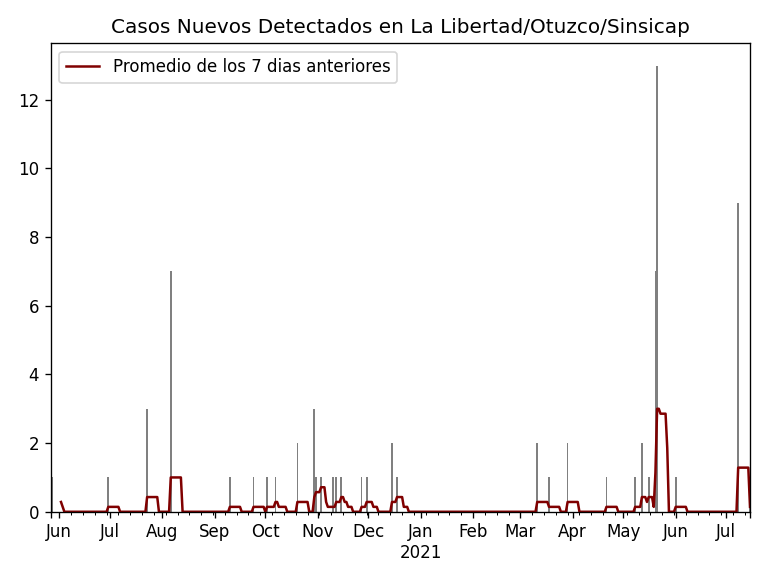 Casos Nuevos Detectados en La Libertad/Otuzco/Sinsicap
Promedio de los 7 dias anteriores
12
10
8
6
4
2
0
Jun Jul Aug Sep Oct Nov Dec Jan Feb Mar Apr May Jun Jul
2021